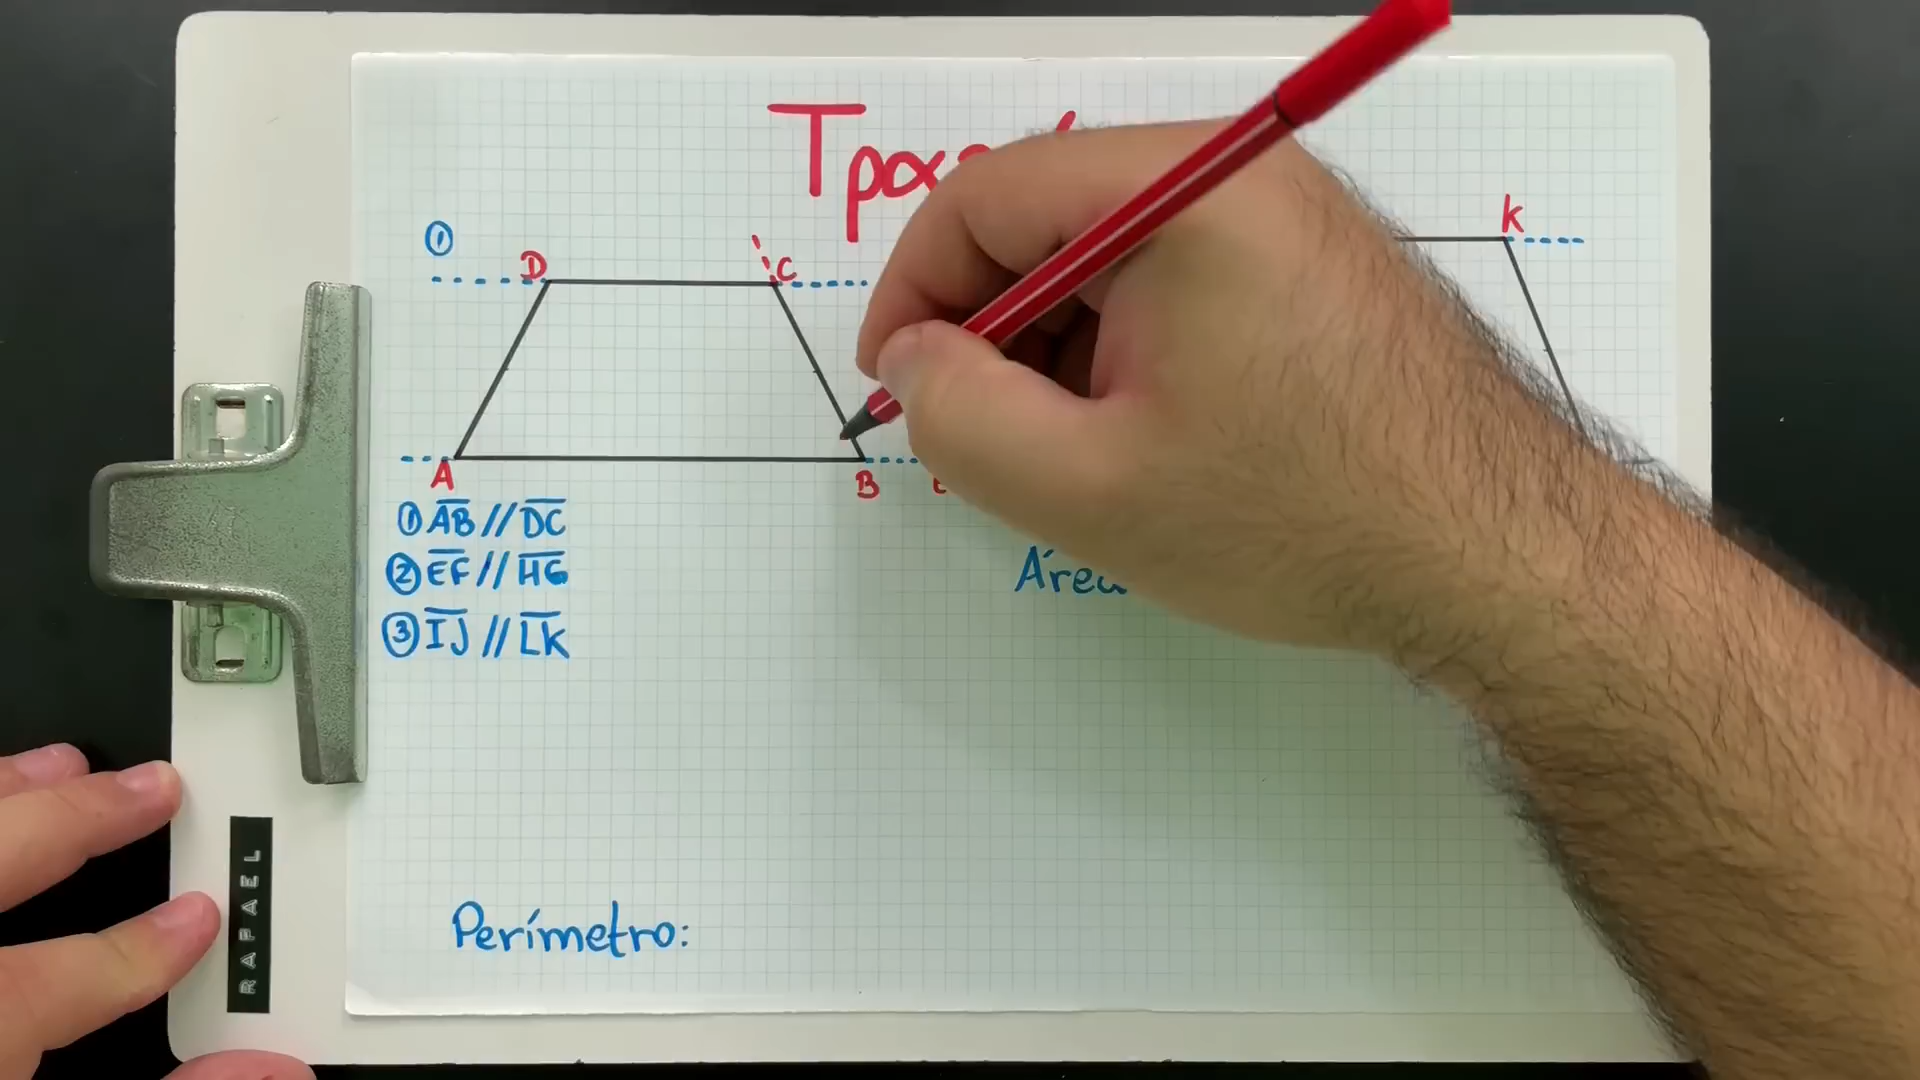 ①
D
C
K
A
B
① AB // DC
② EF // HG
③ IJ // LK
Perímetro:
RAFAEL